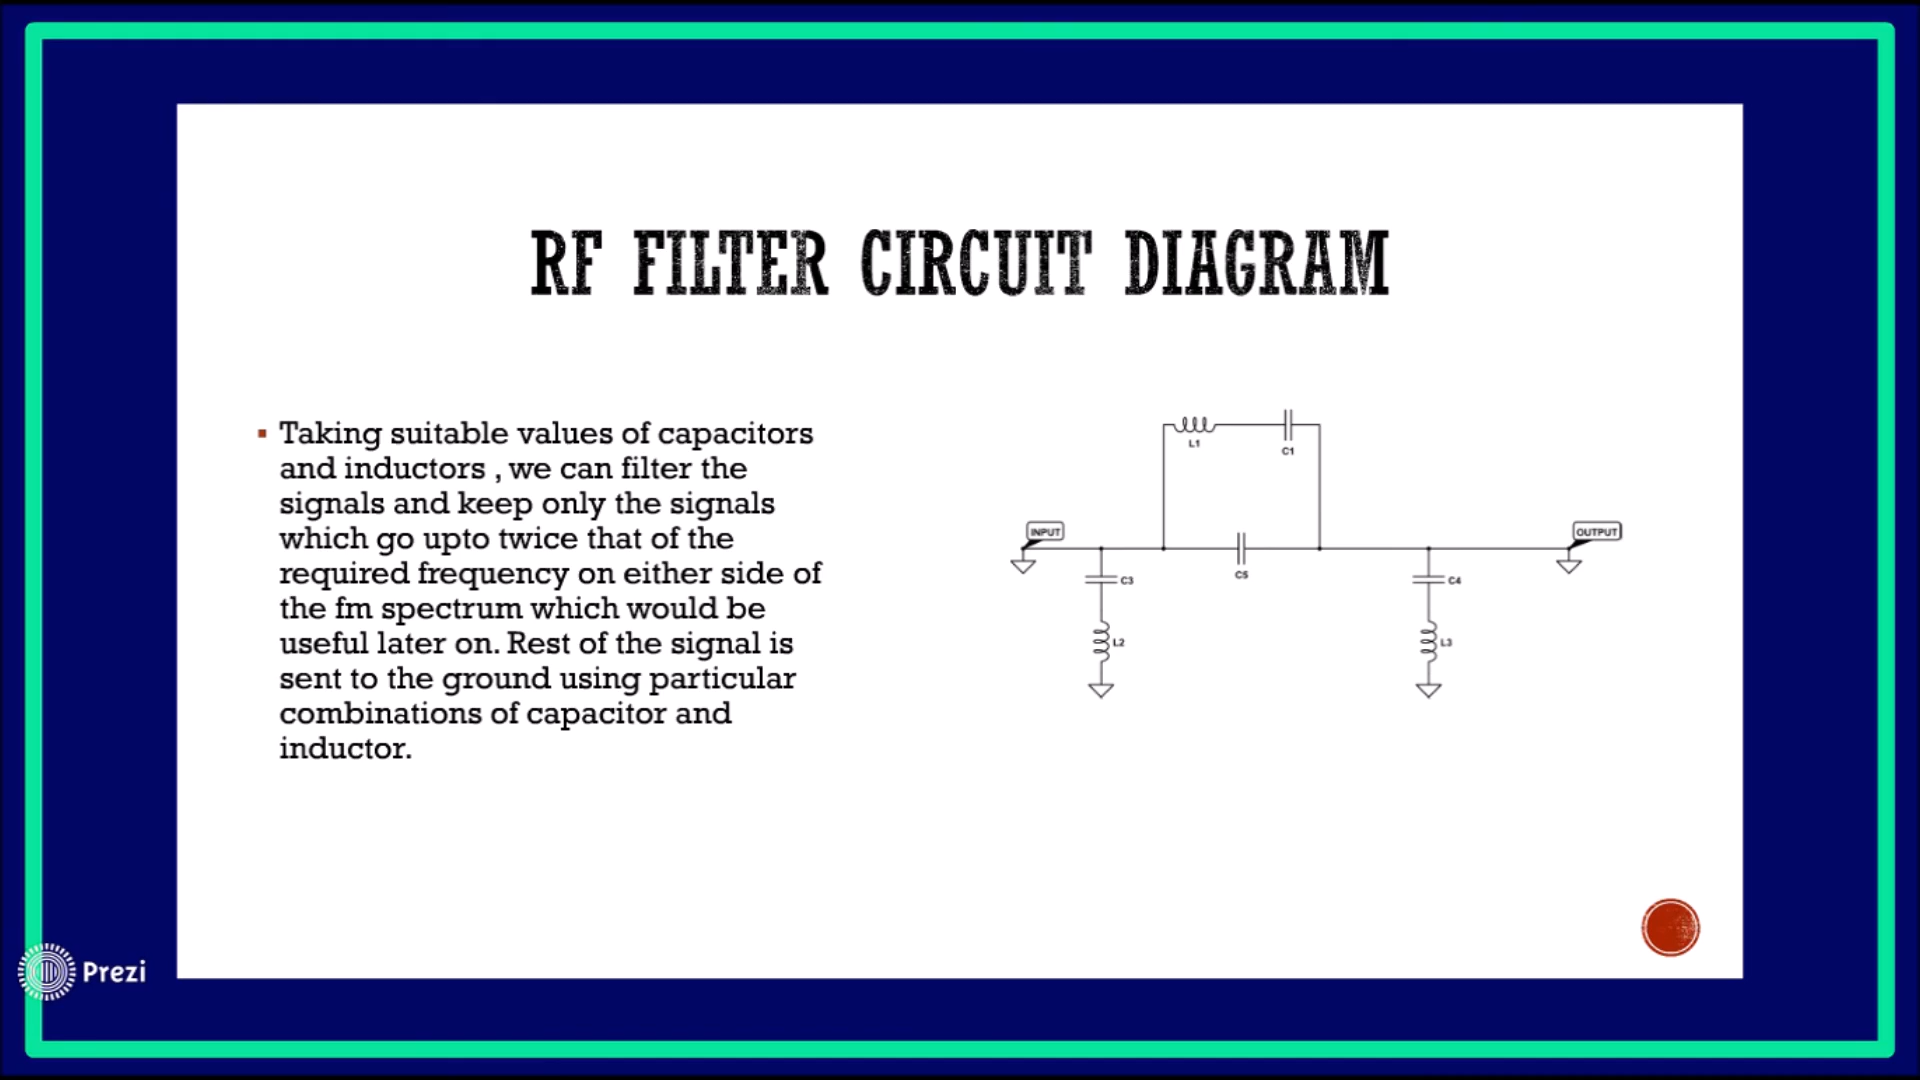 RF FILTER CIRCUIT DIAGRAM
Taking suitable values of capacitors
and inductors , we can filter the
signals and keep only the signals
which go upto twice that of the
required frequency on either side of
the fm spectrum which would be
useful later on. Rest of the signal is
sent to the ground using particular
combinations of capacitor and
inductor.
L1
C1
INPUT
OUTPUT
C5
C3
C4
L2
L3
Prezi